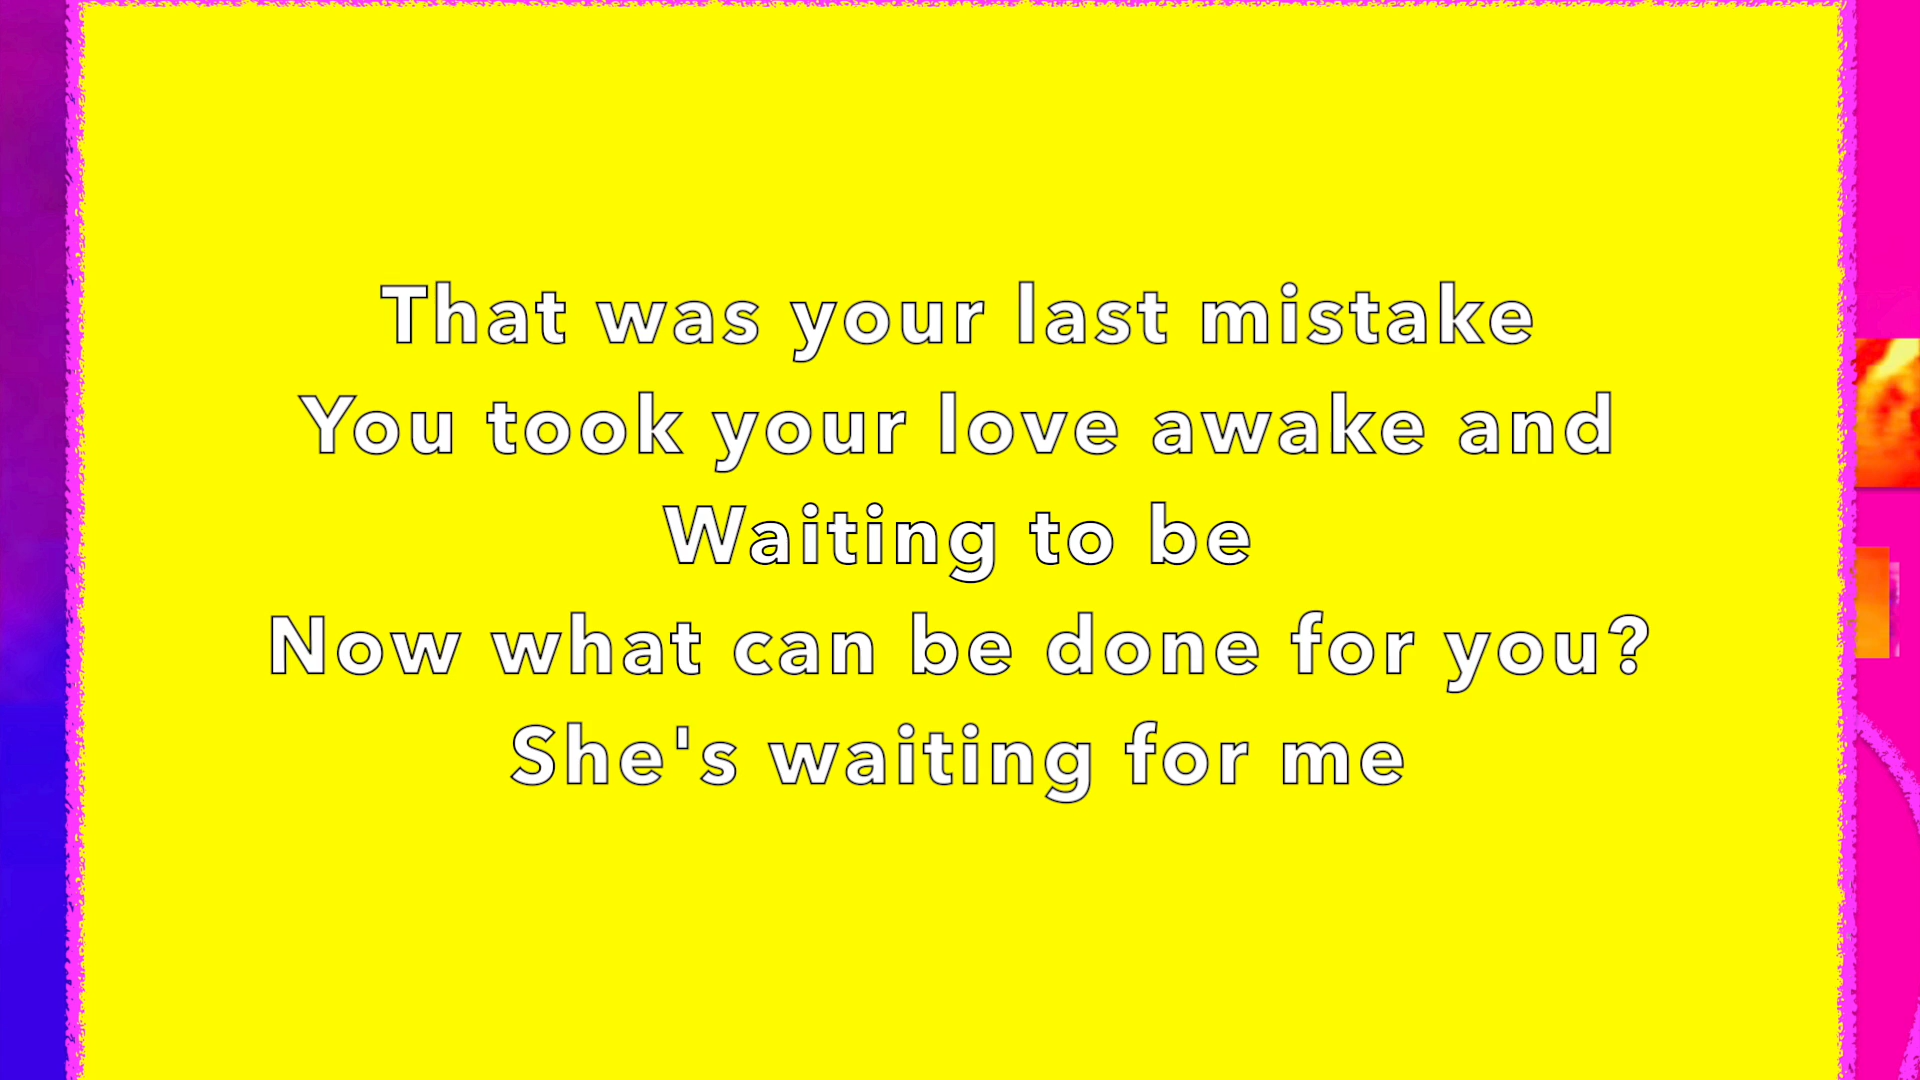 That was your last mistake
You took your love awake and
Waiting to be
Now what can be done for you?
She's waiting for me